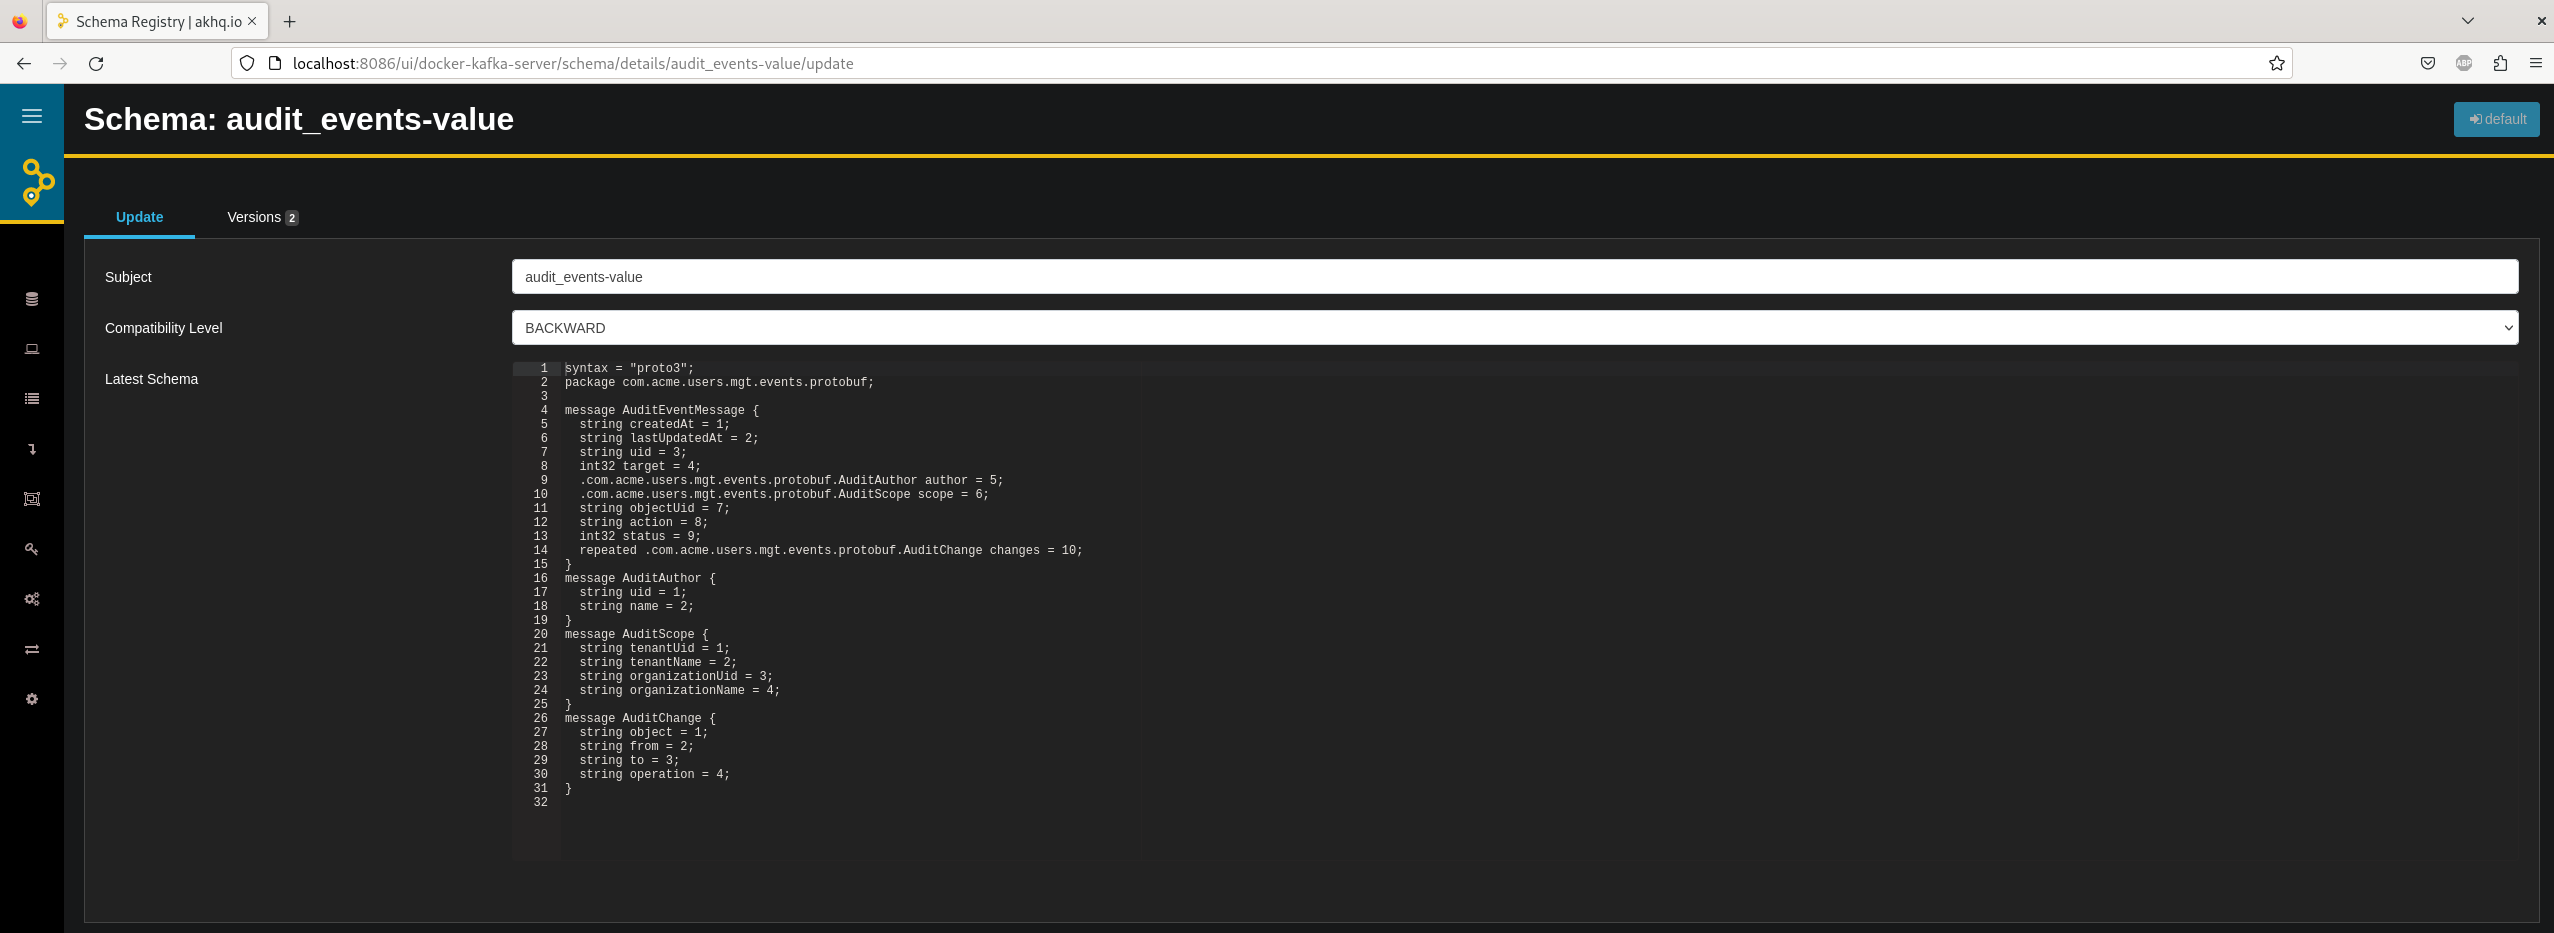 Schema Registry | akhq.io
localhost:8086/ui/docker-kafka-server/schema/details/audit_events-value/update
ABP
Schema: audit_events-value
default
Update
Versions 2
Subject
audit_events-value
Compatibility Level
BACKWARD
Latest Schema
1 syntax = "proto3";
2 package com.acme.users.mgt.events.protobuf;
3
4 message AuditEventMessage {
5   string createdAt = 1;
6   string lastUpdatedAt = 2;
7   string uid = 3;
8   int32 target = 4;
9   .com.acme.users.mgt.events.protobuf.AuditAuthor author = 5;
10   .com.acme.users.mgt.events.protobuf.AuditScope scope = 6;
11   string objectUid = 7;
12   string action = 8;
13   int32 status = 9;
14   repeated .com.acme.users.mgt.events.protobuf.AuditChange changes = 10;
15 }
16 message AuditAuthor {
17   string uid = 1;
18   string name = 2;
19 }
20 message AuditScope {
21   string tenantUid = 1;
22   string tenantName = 2;
23   string organizationUid = 3;
24   string organizationName = 4;
25 }
26 message AuditChange {
27   string object = 1;
28   string from = 2;
29   string to = 3;
30   string operation = 4;
31 }
32